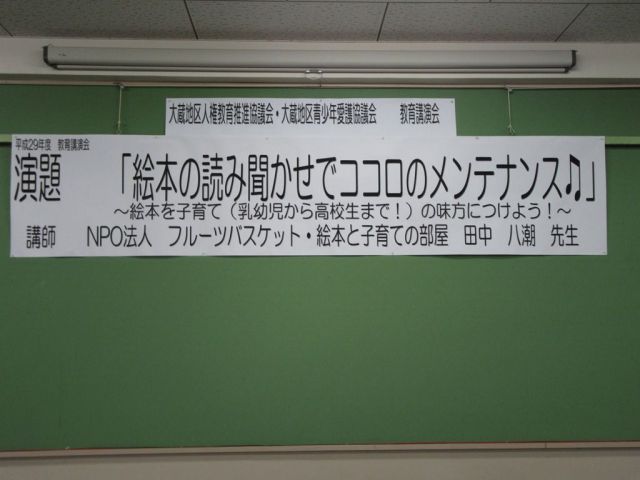 大蔵地区人権教育推進協議会・大蔵地区青少年愛護協議会　教育講演会
平成29年度　教育講演会
演題　「絵本の読み聞かせでココロのメンテナンス♫」
～絵本を子育て（乳幼児から高校生まで！）の味方につけよう！～
講師　NPO法人　フルーツバスケット・絵本と子育ての部屋　田中　八潮　先生